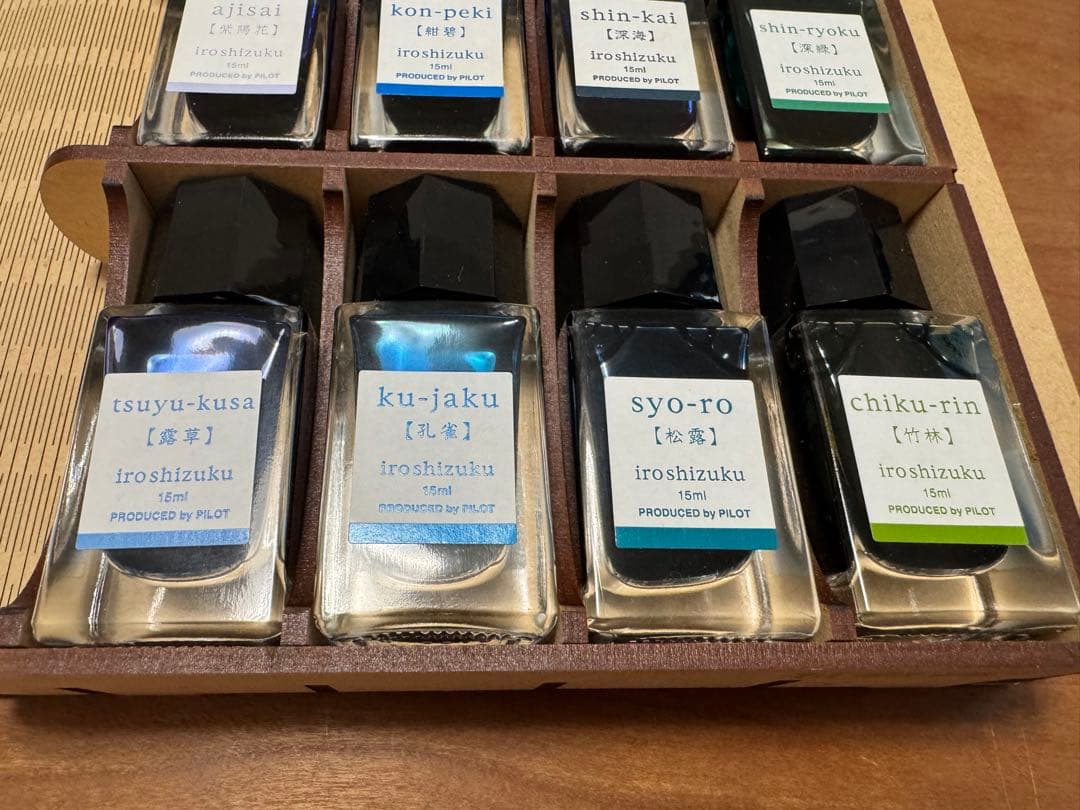 ajisai
【紫陽花】
iroshizuku
15ml
PRODUCED by PILOT
kon-peki
【紺碧】
iroshizuku
15ml
PRODUCED by PILOT
shin-kai
【深海】
iroshizuku
15ml
PRODUCED by PILOT
shin-ryoku
【深緑】
iroshizuku
15ml
PRODUCED by PILOT
tsuyu-kusa
【露草】
iroshizuku
15ml
PRODUCED by PILOT
ku-jaku
【孔雀】
iroshizuku
15ml
PRODUCED by PILOT
syo-ro
【松露】
iroshizuku
15ml
PRODUCED by PILOT
chiku-rin
【竹林】
iroshizuku
15ml
PRODUCED by PILOT